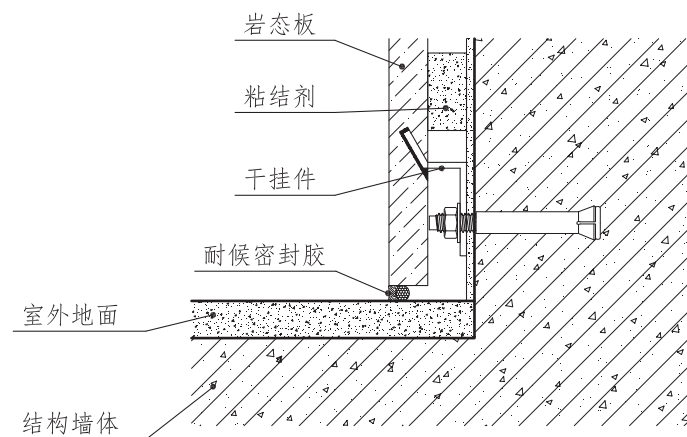 岩态板
粘结剂
干挂件
耐候密封胶
室外地面
结构墙体